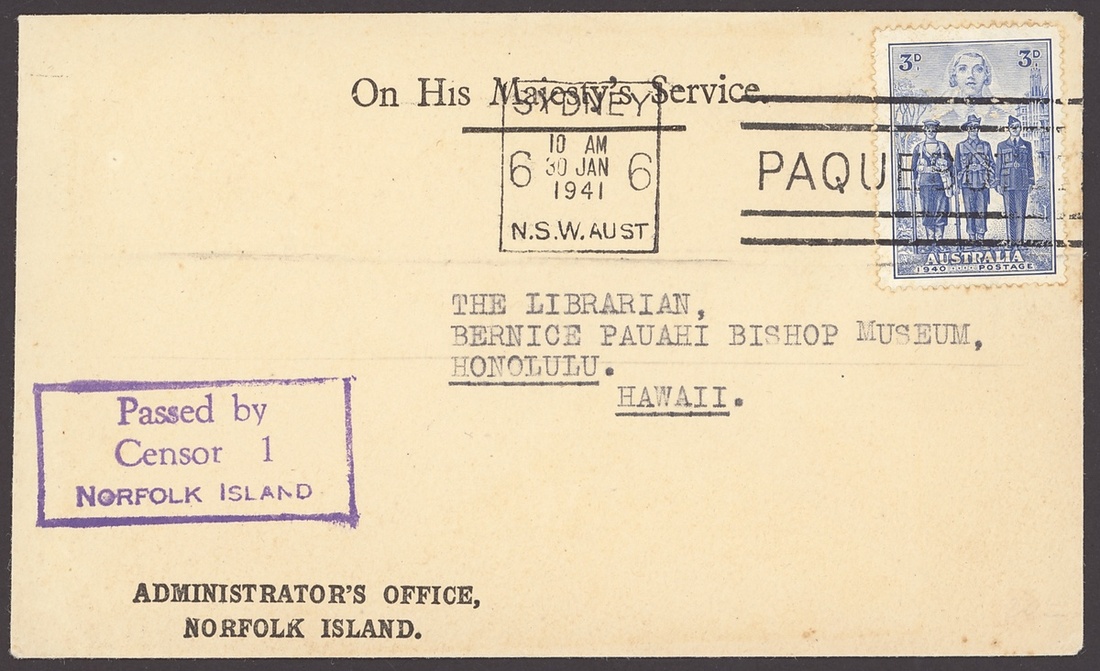 On His Majesty's Service.
SYDNEY
10 AM
6 30 JAN 6
1941
N.S.W. AUST
PAQUEBOT
3D. 3D.
AUSTRALIA
1940 POSTAGE
THE LIBRARIAN,
BERNICE PAUAHI BISHOP MUSEUM,
HONOLULU.
HAWAII.
Passed by
Censor 1
NORFOLK ISLAND
ADMINISTRATOR'S OFFICE,
NORFOLK ISLAND.